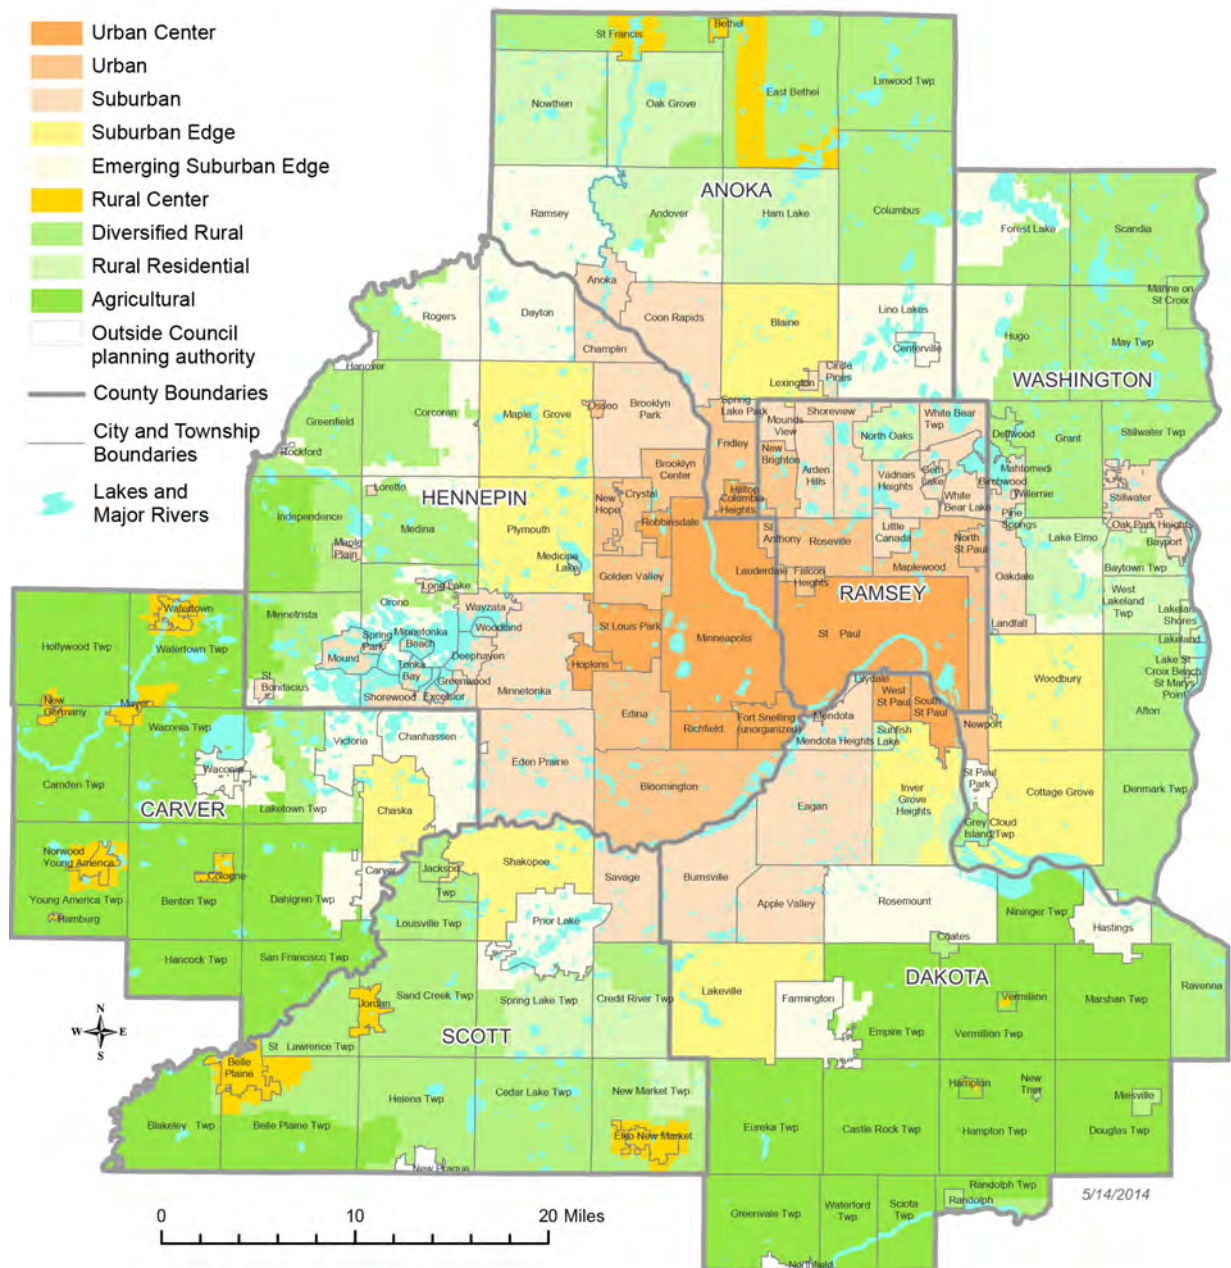 Urban Center
Urban
Suburban
Suburban Edge
Emerging Suburban Edge
Rural Center
Diversified Rural
Rural Residential
Agricultural
Outside Council
planning authority
County Boundaries
City and Township
Boundaries
Lakes and
Major Rivers
St Francis
Bethel
Nowthen
Oak Grove
East Bethel
Linwood Twp
ANOKA
Ramsey
Andover
Ham Lake
Columbus
Forest Lake
Scandia
Marine on
St Croix
Anoka
Rogers
Dayton
Coon Rapids
Champlin
Blaine
Lino Lakes
Centerville
Hugo
May Twp
WASHINGTON
Hanover
Corcoran
Greenfield
Rockford
Maple Grove
Osseo
Brooklyn
Park
Lexington
Circle
Pines
Spring
Lake Park
Mounds
View
Shoreview
North Oaks
White Bear
Twp
Dellwood
Grant
Stillwater Twp
Fridley
New
Brighton
Arden
Hills
Vadnais
Heights
Gem
Lake
White
Bear Lake
Mahtomedi
Birchwood
Willernie
Stillwater
Oak Park Heights
Bayport
Pine
Springs
Lake Elmo
Baytown Twp
HENNEPIN
Loretto
Independence
Medina
Maple
Plain
Plymouth
Medicine
Lake
New
Hope
Crystal
Brooklyn
Center
Robbinsdale
Hilltop
Columbia
Heights
St
Anthony
Roseville
Little
Canada
North
St Paul
Maplewood
Lauderdale
Falcon
Heights
RAMSEY
Oakdale
Landfall
West
Lakeland
Twp
Lakeland
Shores
Lakeland
Lake St
Croix Beach
St Marys
Point
Golden Valley
Long Lake
Orono
Wayzata
Woodland
Minnetrista
Spring
Park
Minnetonka
Beach
Mound
Tonka
Bay
Deephaven
Greenwood
Shorewood
Excelsior
Minnetonka
St
Bonifacius
St Louis Park
Hopkins
Minneapolis
St Paul
Edina
Richfield
Fort Snelling
(unorganized)
Lilydale
Mendota
Mendota Heights
West
St Paul
South
St Paul
Sunfish
Lake
Newport
Woodbury
Afton
Hollywood Twp
Watertown
Watertown Twp
New
Germany
Mayer
Waconia Twp
Camden Twp
Waconia
Victoria
Chanhassen
Laketown Twp
CARVER
Chaska
Eden Prairie
Bloomington
Eagan
Inver
Grove
Heights
St Paul
Park
Grey Cloud
Island Twp
Cottage Grove
Denmark Twp
Norwood
Young America
Young America Twp
Hamburg
Cologne
Benton Twp
Dahlgren Twp
Carver
Jackson
Twp
Shakopee
Louisville Twp
Prior Lake
Savage
Burnsville
Apple Valley
Rosemount
Coates
Nininger Twp
Hastings
Hancock Twp
San Francisco Twp
DAKOTA
Ravenna
Jordan
Sand Creek Twp
Spring Lake Twp
Credit River Twp
Lakeville
Farmington
Empire Twp
Vermillion
Vermillion Twp
Marshan Twp
SCOTT
St Lawrence Twp
Belle
Plaine
Blakeley Twp
Belle Plaine Twp
Helena Twp
Cedar Lake Twp
New Market Twp
Elko New Market
New Prague
Eureka Twp
Castle Rock Twp
Hampton
New
Trier
Hampton Twp
Miesville
Douglas Twp
Greenvale Twp
Waterford
Twp
Sciota
Twp
Randolph
Randolph Twp
Northfield
N
W E
S
0 10 20 Miles
5/14/2014